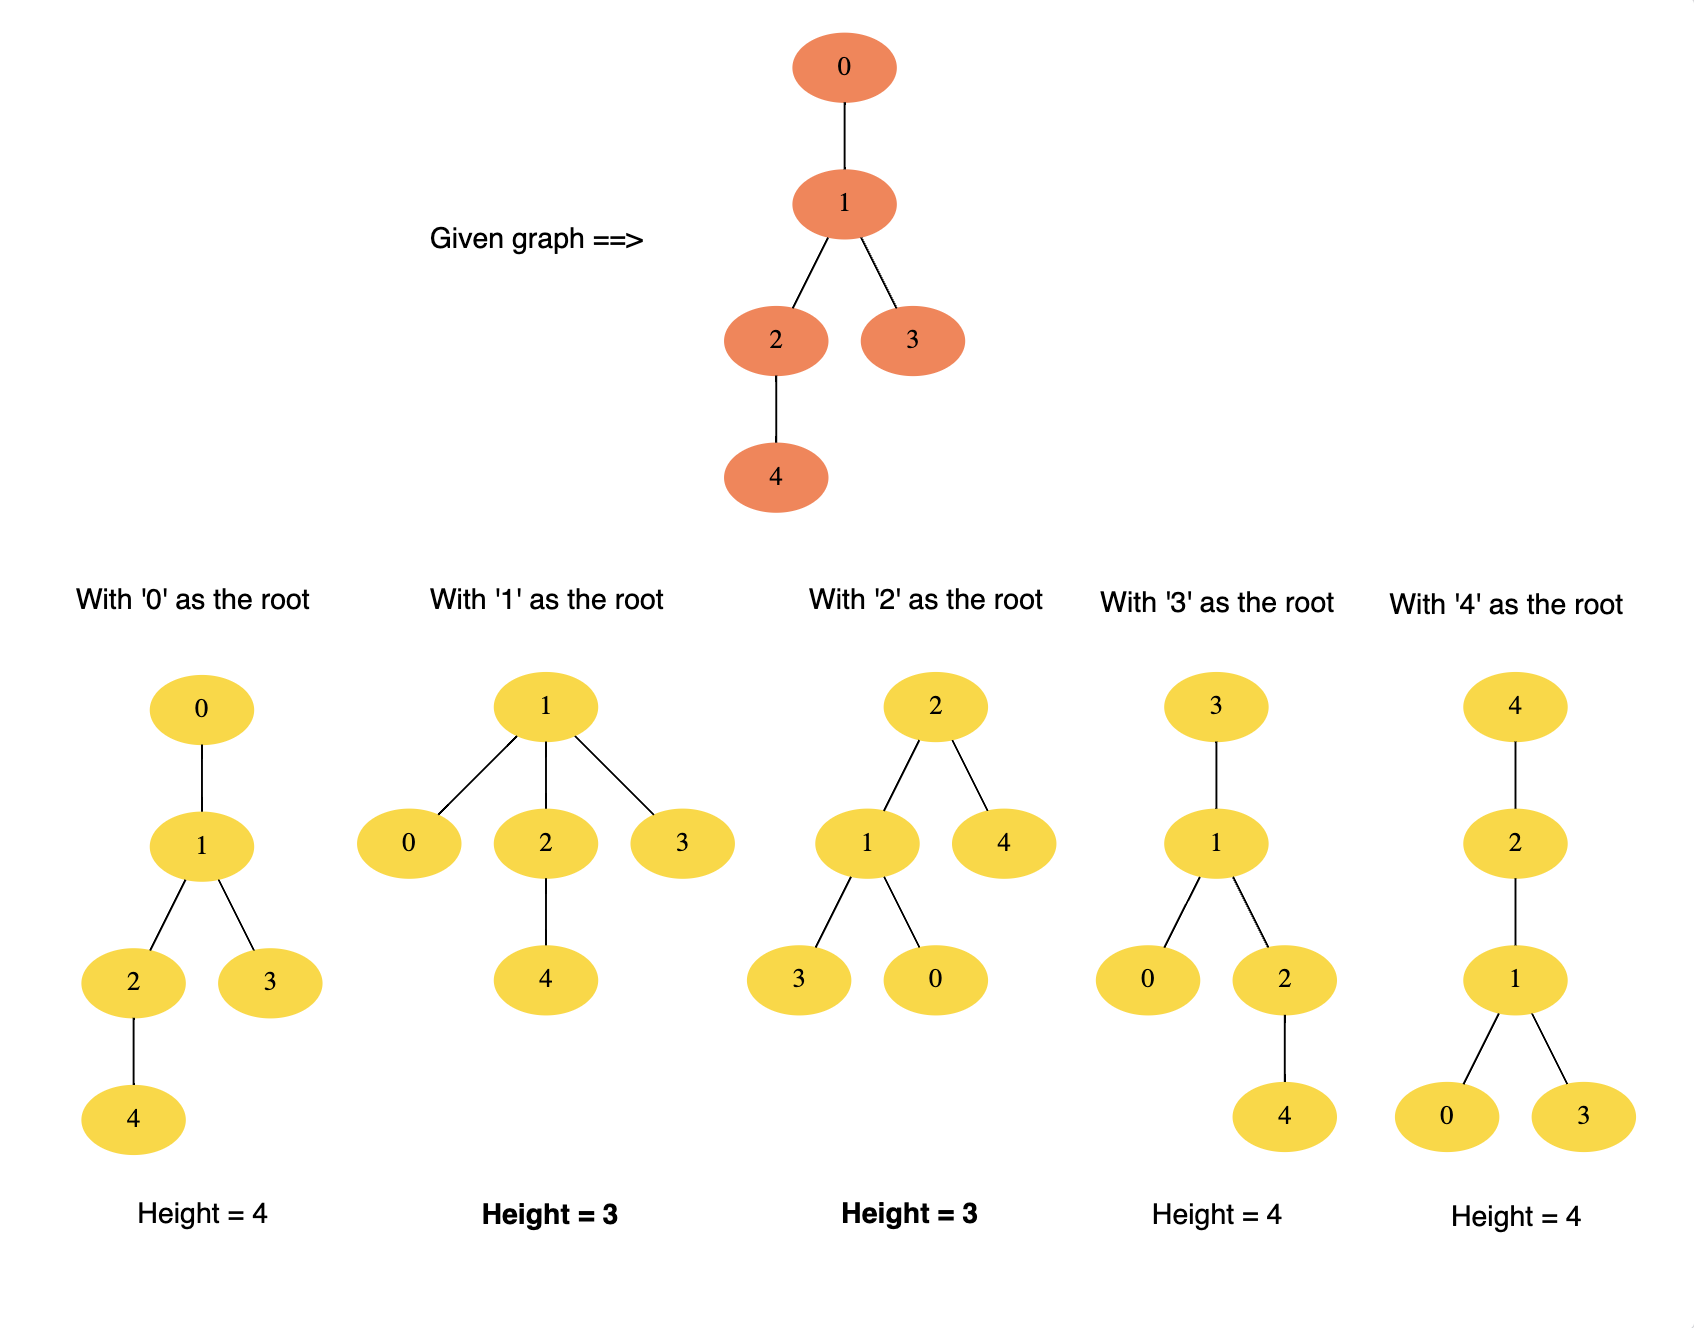 0
1
Given graph ==>
2 3
4
With '0' as the root With '1' as the root With '2' as the root With '3' as the root With '4' as the root
0 1 2 3 4
1 0 2 3 1 4 1 2
2 3 4 3 0 0 2 1
4 4 0 3
Height = 4 Height = 3 Height = 3 Height = 4 Height = 4